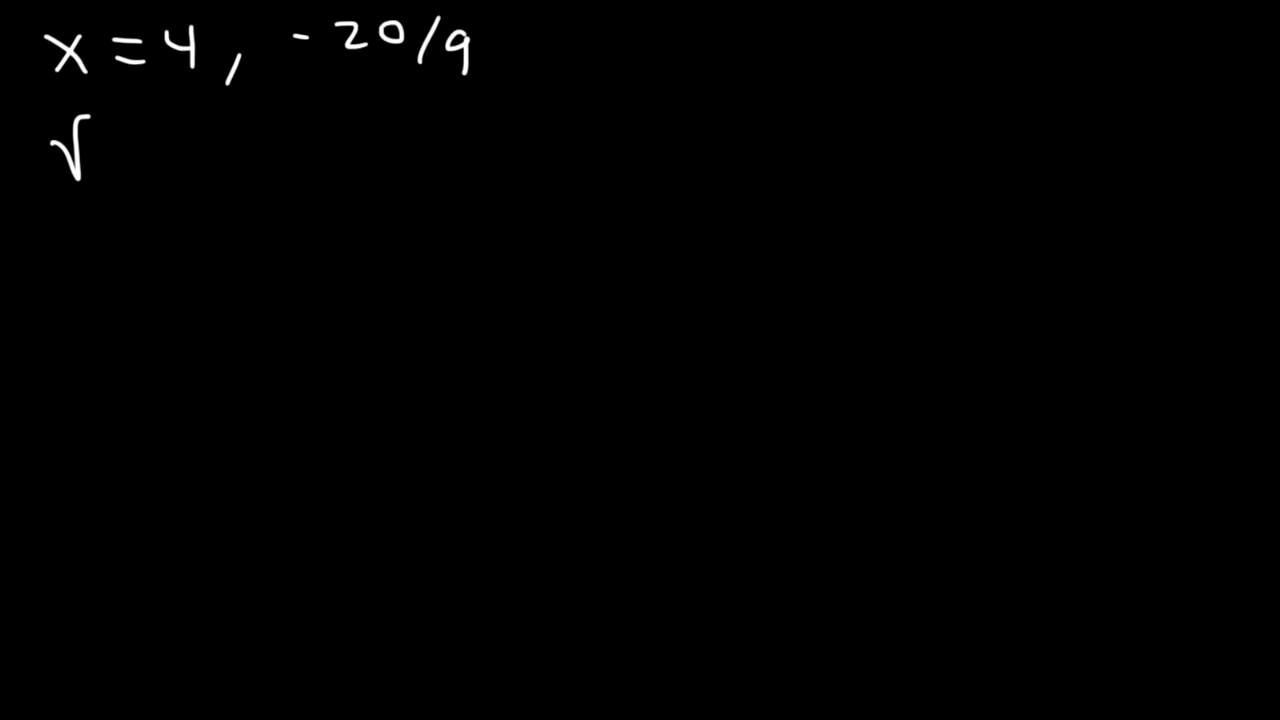 x = 4, -20/9
√